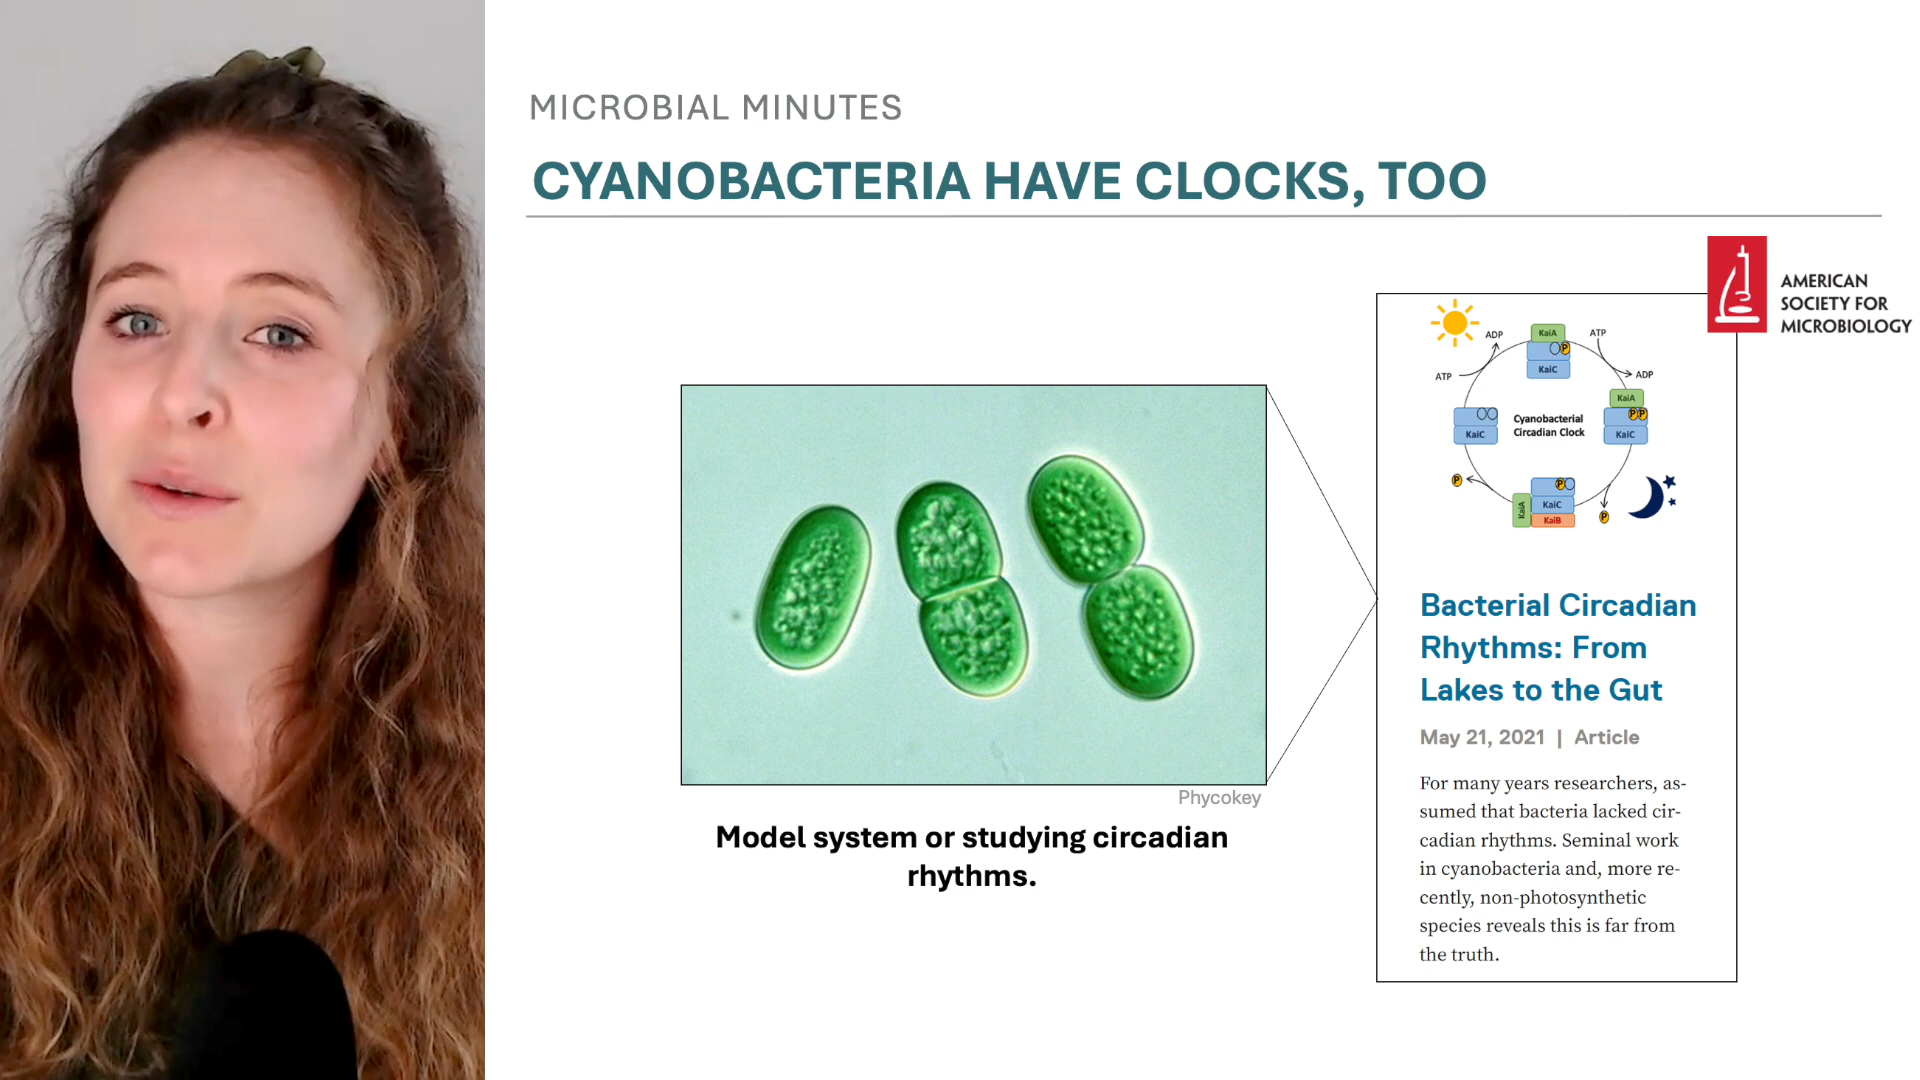 MICROBIAL MINUTES
CYANOBACTERIA HAVE CLOCKS, TOO
AMERICAN
SOCIETY FOR
MICROBIOLOGY
ADP
KaiA
ATP
P
KaiC
ATP
ADP
KaiA
PP
KaiC
KaiC
Cyanobacterial
Circadian Clock
P
P
KaiA
KaiC
KaiB
P
Phycokey
Model system or studying circadian
rhythms.
Bacterial Circadian
Rhythms: From
Lakes to the Gut
May 21, 2021 | Article
For many years researchers, as-
sumed that bacteria lacked cir-
cadian rhythms. Seminal work
in cyanobacteria and, more re-
cently, non-photosynthetic
species reveals this is far from
the truth.